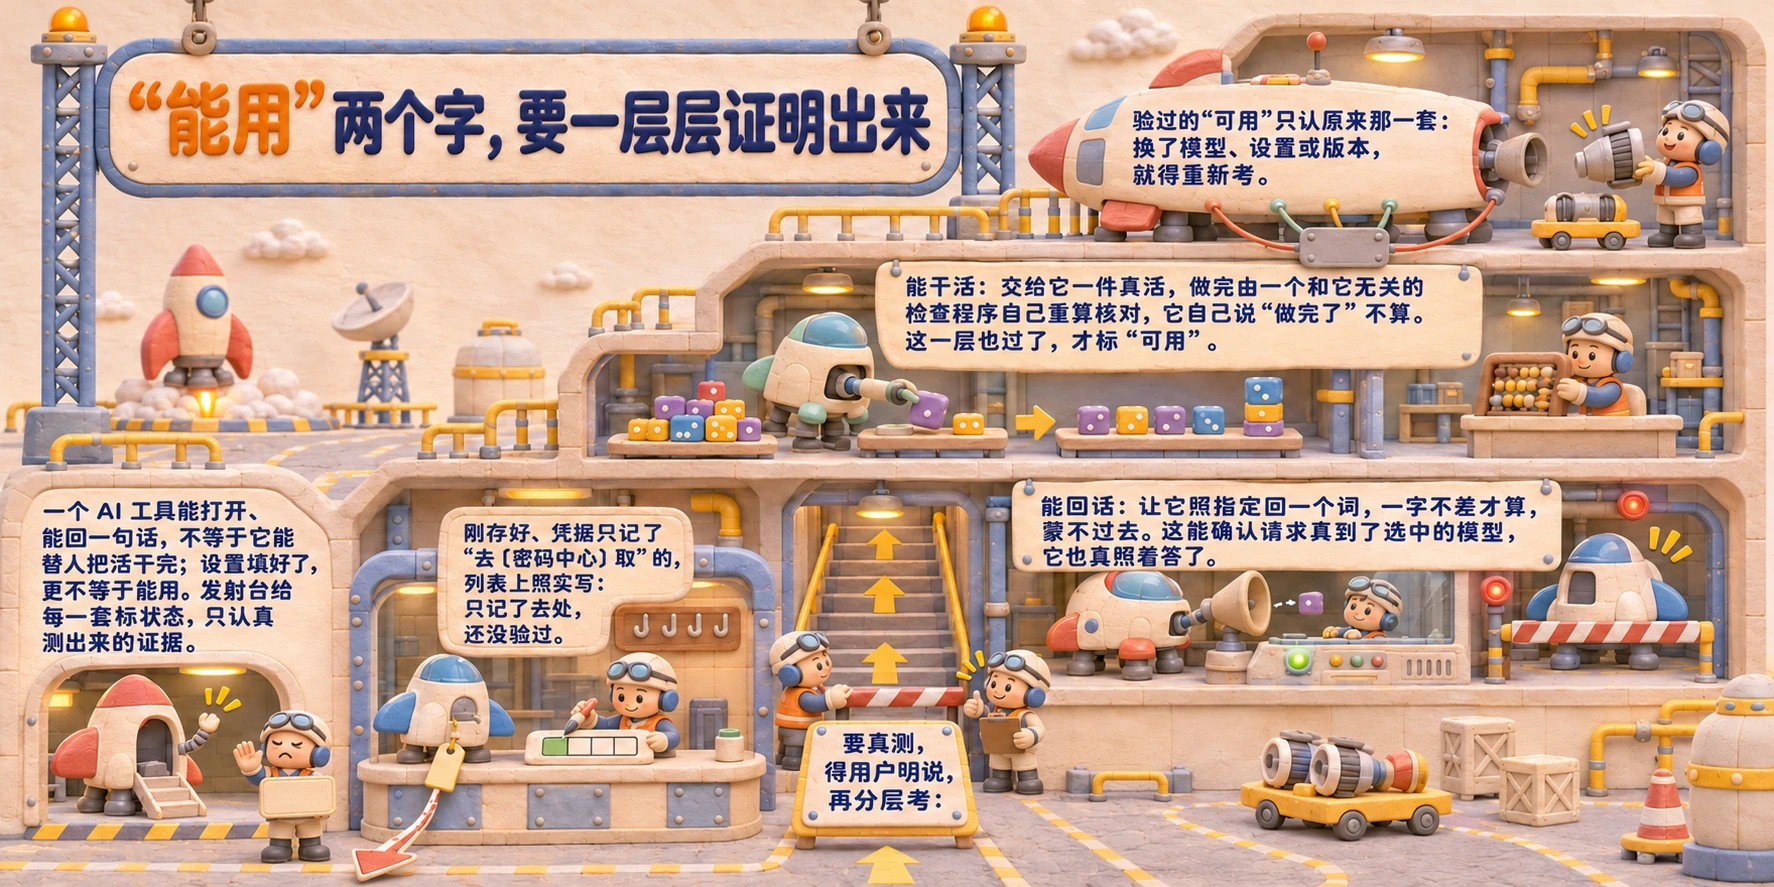 “能用”两个字，要一层层证明出来
验过的“可用”只认原来那一套：
换了模型、设置或版本，
就得重新考。
能干活：交给它一件真活，做完由一个和它无关的
检查程序自己重算核对，它自己说“做完了”不算。
这一层也过了，才标“可用”。
一个 AI 工具能打开、
能回一句话，不等于它能
替人把活干完；设置填好了，
更不等于能用。发射台给
每一套标状态，只认真
测出来的证据。
刚存好、凭据只记了
“去〔密码中心〕取”的，
列表上照实写：
只记了去处，
还没验过。
要真测，
得用户明说，
再分层考：
能回话：让它照指定回一个词，一字不差才算，
蒙不过去。这能确认请求真到了选中的模型，
它也真照着答了。